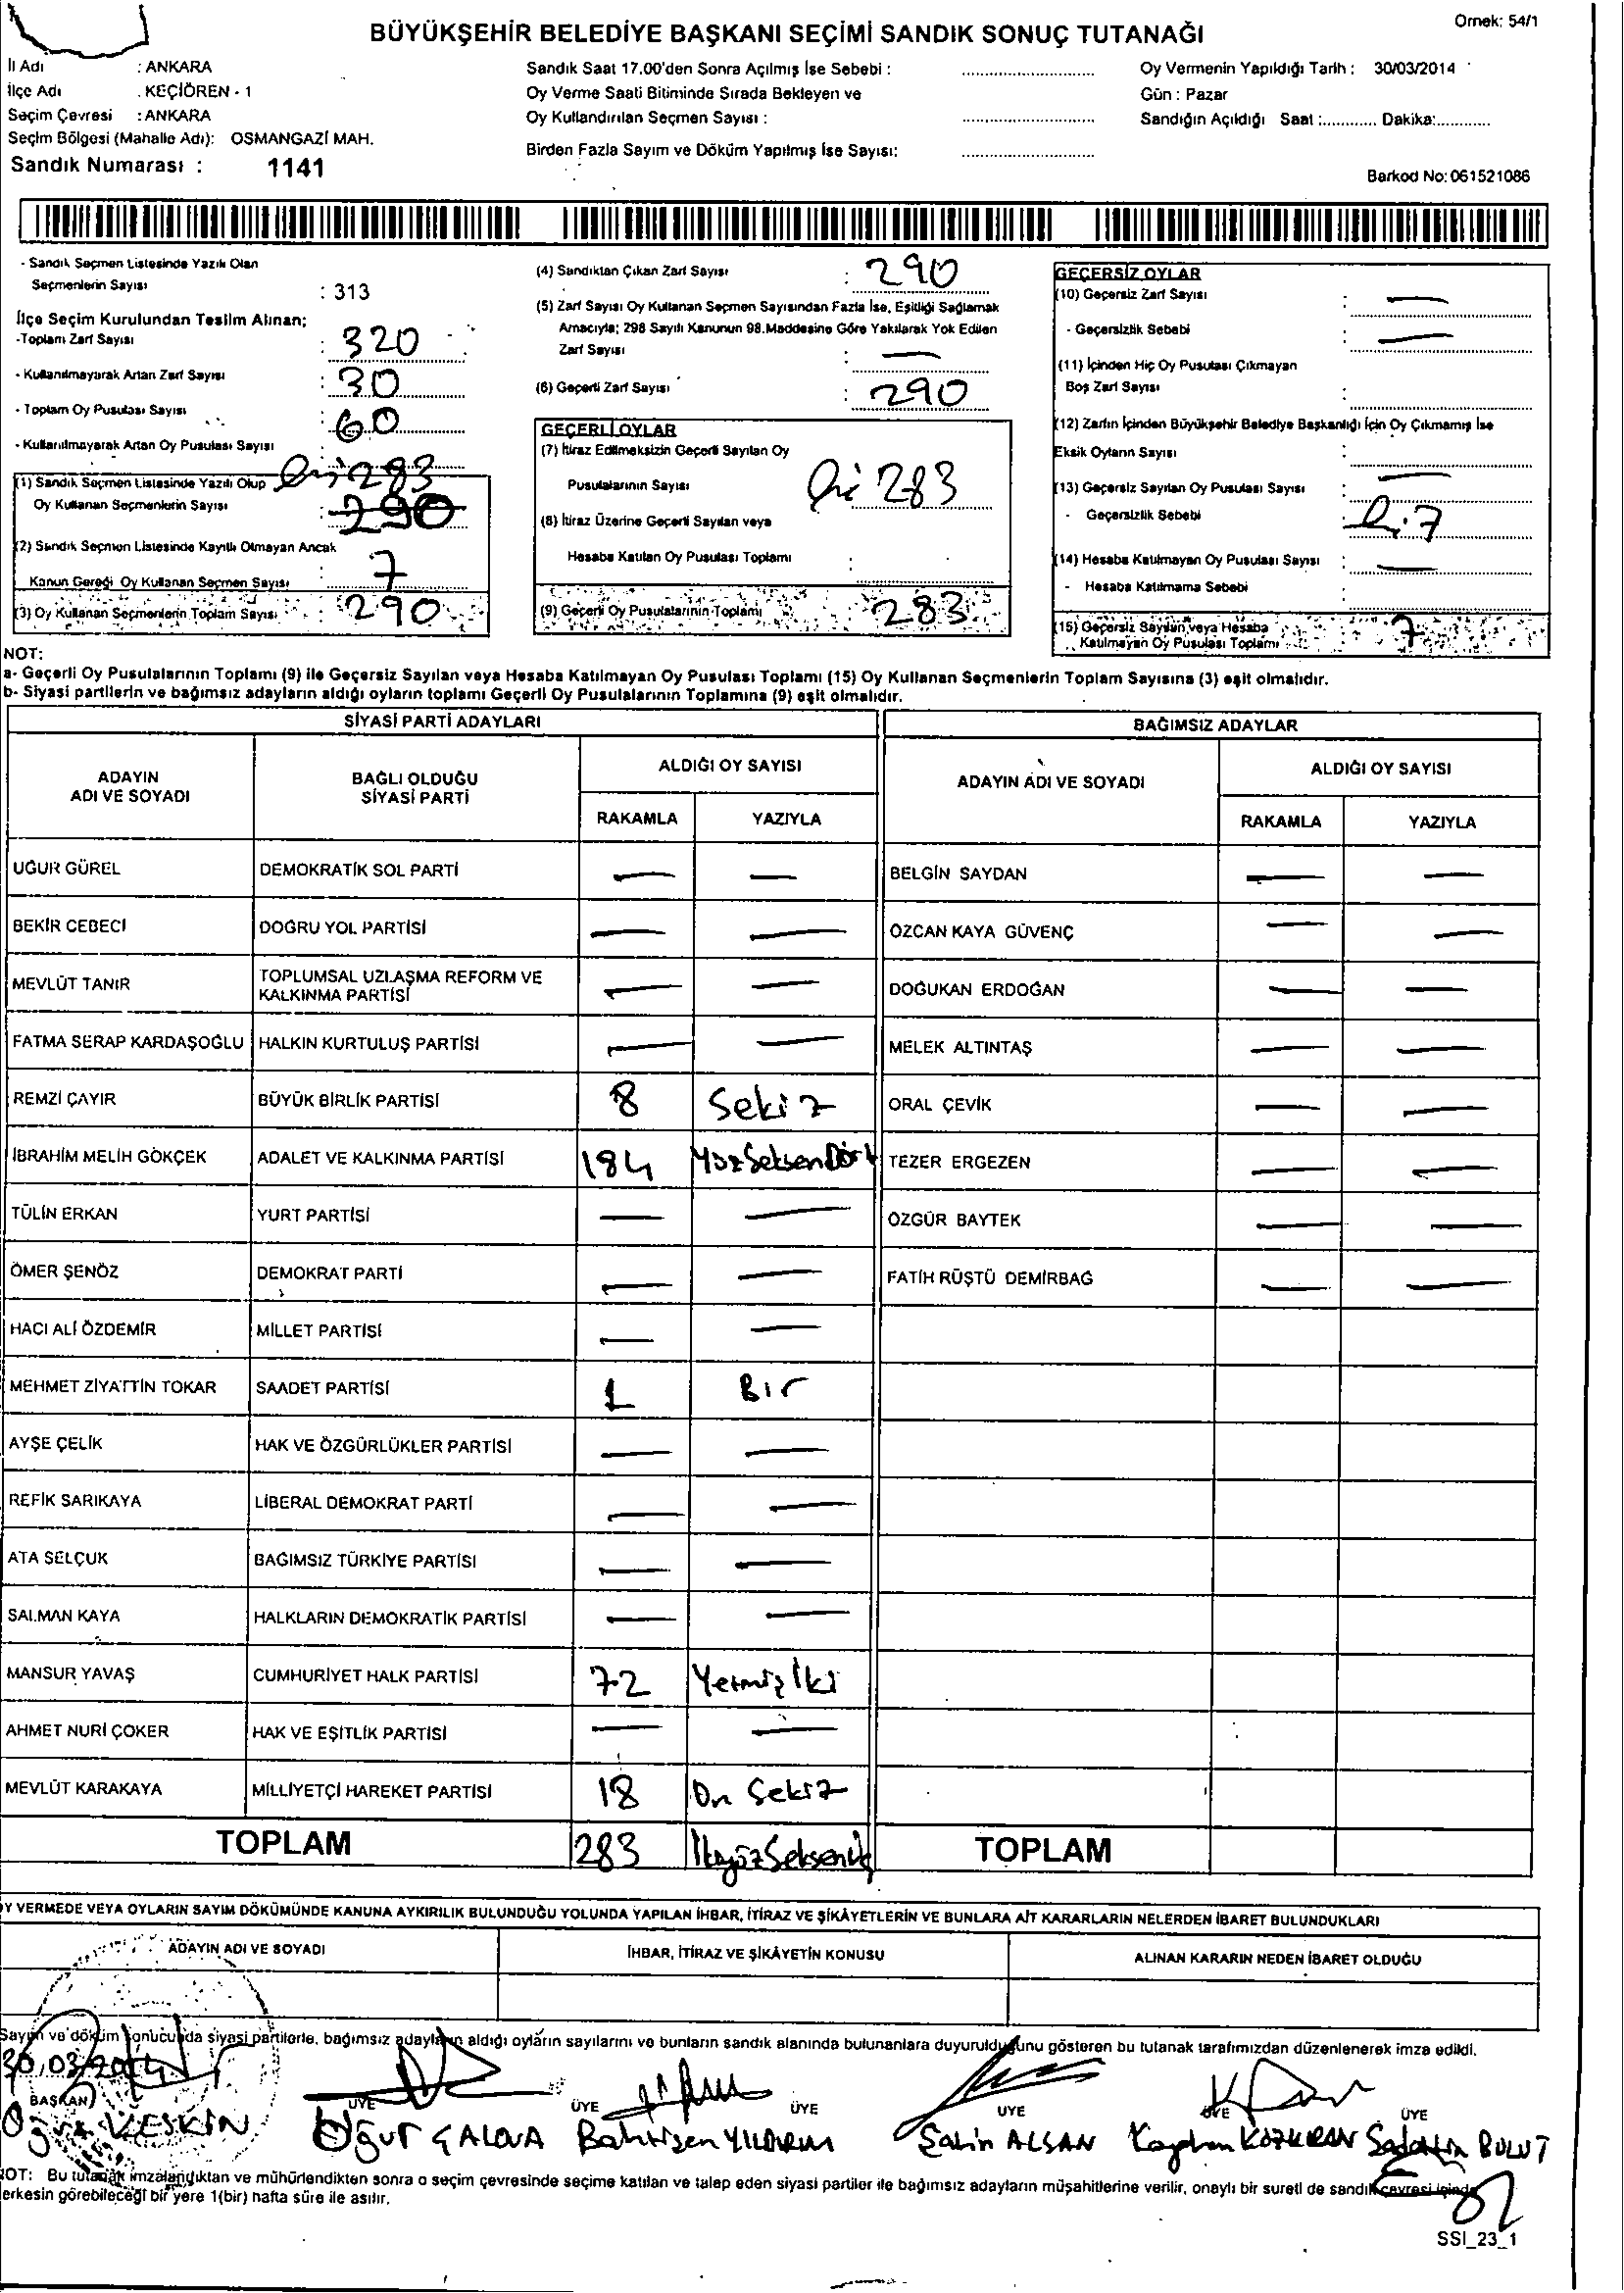 BÜYÜKŞEHİR BELEDİYE BAŞKANI SEÇİMİ SANDIK SONUÇ TUTANAĞI
Örnek: 54/1
İl Adı : ANKARA
İlçe Adı : KEÇİÖREN - 1
Seçim Çevresi : ANKARA
Seçim Bölgesi (Mahalle Adı): OSMANGAZİ MAH.
Sandık Numarası : 1141
Sandık Saat 17.00'den Sonra Açılmış İse Sebebi :
Oy Verme Saati Bitiminde Sırada Bekleyen ve
Oy Kullandırılan Seçmen Sayısı :
Birden Fazla Sayım ve Döküm Yapılmış İse Sayısı:
Oy Vermenin Yapıldığı Tarih : 30/03/2014
Gün : Pazar
Sandığın Açıldığı Saat :............ Dakika:............
Barkod No: 061521086
- Sandık Seçmen Listesinde Yazılı Olan
Seçmenlerin Sayısı : 313
İlçe Seçim Kurulundan Teslim Alınan;
-Toplam Zarf Sayısı : 320
- Kullanılmayarak Artan Zarf Sayısı : 30
- Toplam Oy Pusulası Sayısı : 60
- Kullanılmayarak Artan Oy Pusulası Sayısı
(1) Sandık Seçmen Listesinde Yazılı Olup 283
Oy Kullanan Seçmenlerin Sayısı : 290
(2) Sandık Seçmen Listesinde Kayıtlı Olmayan Ancak
Kanun Gereği Oy Kullanan Seçmen Sayısı : 7
(3) Oy Kullanan Seçmenlerin Toplam Sayısı : 290
(4) Sandıktan Çıkan Zarf Sayısı : 290
(5) Zarf Sayısı Oy Kullanan Seçmen Sayısından Fazla İse, Eşitliği Sağlamak
Amacıyla; 298 Sayılı Kanunun 98.Maddesine Göre Yakılarak Yok Edilen
Zarf Sayısı : —
(6) Geçerli Zarf Sayısı : 290
GEÇERLİ OYLAR
(7) İtiraz Edilmeksizin Geçerli Sayılan Oy
Pusulalarının Sayısı 283
(8) İtiraz Üzerine Geçerli Sayılan veya
Hesaba Katılan Oy Pusulası Toplamı :
(9) Geçerli Oy Pusulalarının Toplamı : 283
GEÇERSİZ OYLAR
(10) Geçersiz Zarf Sayısı : —
- Geçersizlik Sebebi : —
(11) İçinden Hiç Oy Pusulası Çıkmayan
Boş Zarf Sayısı :
(12) Zarfın İçinden Büyükşehir Belediye Başkanlığı İçin Oy Çıkmamış İse
Eksik Oyların Sayısı :
(13) Geçersiz Sayılan Oy Pusulası Sayısı : —
- Geçersizlik Sebebi : 7
(14) Hesaba Katılmayan Oy Pusulası Sayısı : —
- Hesaba Katılmama Sebebi :
(15) Geçersiz Sayılan veya Hesaba
Katılmayan Oy Pusulası Toplamı : 7
NOT:
a- Geçerli Oy Pusulalarının Toplamı (9) ile Geçersiz Sayılan veya Hesaba Katılmayan Oy Pusulası Toplamı (15) Oy Kullanan Seçmenlerin Toplam Sayısına (3) eşit olmalıdır.
b- Siyasi partilerin ve bağımsız adayların aldığı oyların toplamı Geçerli Oy Pusulalarının Toplamına (9) eşit olmalıdır.
SİYASİ PARTİ ADAYLARI BAĞIMSIZ ADAYLAR
ADAYIN ADI VE SOYADI BAĞLI OLDUĞU SİYASİ PARTİ ALDIĞI OY SAYISI ADAYIN ADI VE SOYADI ALDIĞI OY SAYISI
RAKAMLA YAZIYLA RAKAMLA YAZIYLA
UĞUR GÜREL DEMOKRATİK SOL PARTİ — — BELGİN SAYDAN — —
BEKİR CEBECİ DOĞRU YOL PARTİSİ — — ÖZCAN KAYA GÜVENÇ — —
MEVLÜT TANIR TOPLUMSAL UZLAŞMA REFORM VE KALKINMA PARTİSİ — — DOĞUKAN ERDOĞAN — —
FATMA SERAP KARDAŞOĞLU HALKIN KURTULUŞ PARTİSİ — — MELEK ALTINTAŞ — —
REMZİ ÇAYIR BÜYÜK BİRLİK PARTİSİ 8 Sekiz ORAL ÇEVİK — —
İBRAHİM MELİH GÖKÇEK ADALET VE KALKINMA PARTİSİ 184 YüzSeksenDört TEZER ERGEZEN — —
TÜLİN ERKAN YURT PARTİSİ — — ÖZGÜR BAYTEK — —
ÖMER ŞENÖZ DEMOKRAT PARTİ — — FATİH RÜŞTÜ DEMİRBAĞ — —
HACI ALİ ÖZDEMİR MİLLET PARTİSİ — —
MEHMET ZİYATTİN TOKAR SAADET PARTİSİ 1 Bir
AYŞE ÇELİK HAK VE ÖZGÜRLÜKLER PARTİSİ — —
REFİK SARIKAYA LİBERAL DEMOKRAT PARTİ — —
ATA SELÇUK BAĞIMSIZ TÜRKİYE PARTİSİ — —
SALMAN KAYA HALKLARIN DEMOKRATİK PARTİSİ — —
MANSUR YAVAŞ CUMHURİYET HALK PARTİSİ 72 Yetmiş İki
AHMET NURİ ÇOKER HAK VE EŞİTLİK PARTİSİ — —
MEVLÜT KARAKAYA MİLLİYETÇİ HAREKET PARTİSİ 18 On Sekiz
TOPLAM 283 İkiyüzSeksenÜç TOPLAM
Y VERMEDE VEYA OYLARIN SAYIM DÖKÜMÜNDE KANUNA AYKIRILIK BULUNDUĞU YOLUNDA YAPILAN İHBAR, İTİRAZ VE ŞİKÂYETLERİN VE BUNLARA AİT KARARLARIN NELERDEN İBARET BULUNDUKLARI
ADAYIN ADI VE SOYADI İHBAR, İTİRAZ VE ŞİKÂYETİN KONUSU ALINAN KARARIN NEDEN İBARET OLDUĞU
Sayım ve döküm sonucunda siyasi partilerle, bağımsız adayların aldığı oyların sayılarını ve bunların sandık alanında bulunanlara duyurulduğunu gösteren bu tutanak tarafımızdan düzenlenerek imza edildi.
30.03.2014
BAŞKAN ÜYE ÜYE ÜYE ÜYE ÜYE ÜYE
KESKİN Uğur ÇALOVA Bahtışen YILDIRIM Şahin ALSAN Kayahan KOZKIRAN Sadettin BULUT
NOT: Bu tutanak imzalandıktan ve mühürlendikten sonra o seçim çevresinde seçime katılan ve talep eden siyasi partiler ile bağımsız adayların müşahitlerine verilir, onaylı bir sureti de sandık çevresi içinde
erkesin görebileceği bir yere 1(bir) hafta süre ile asılır.
SSI_23_1